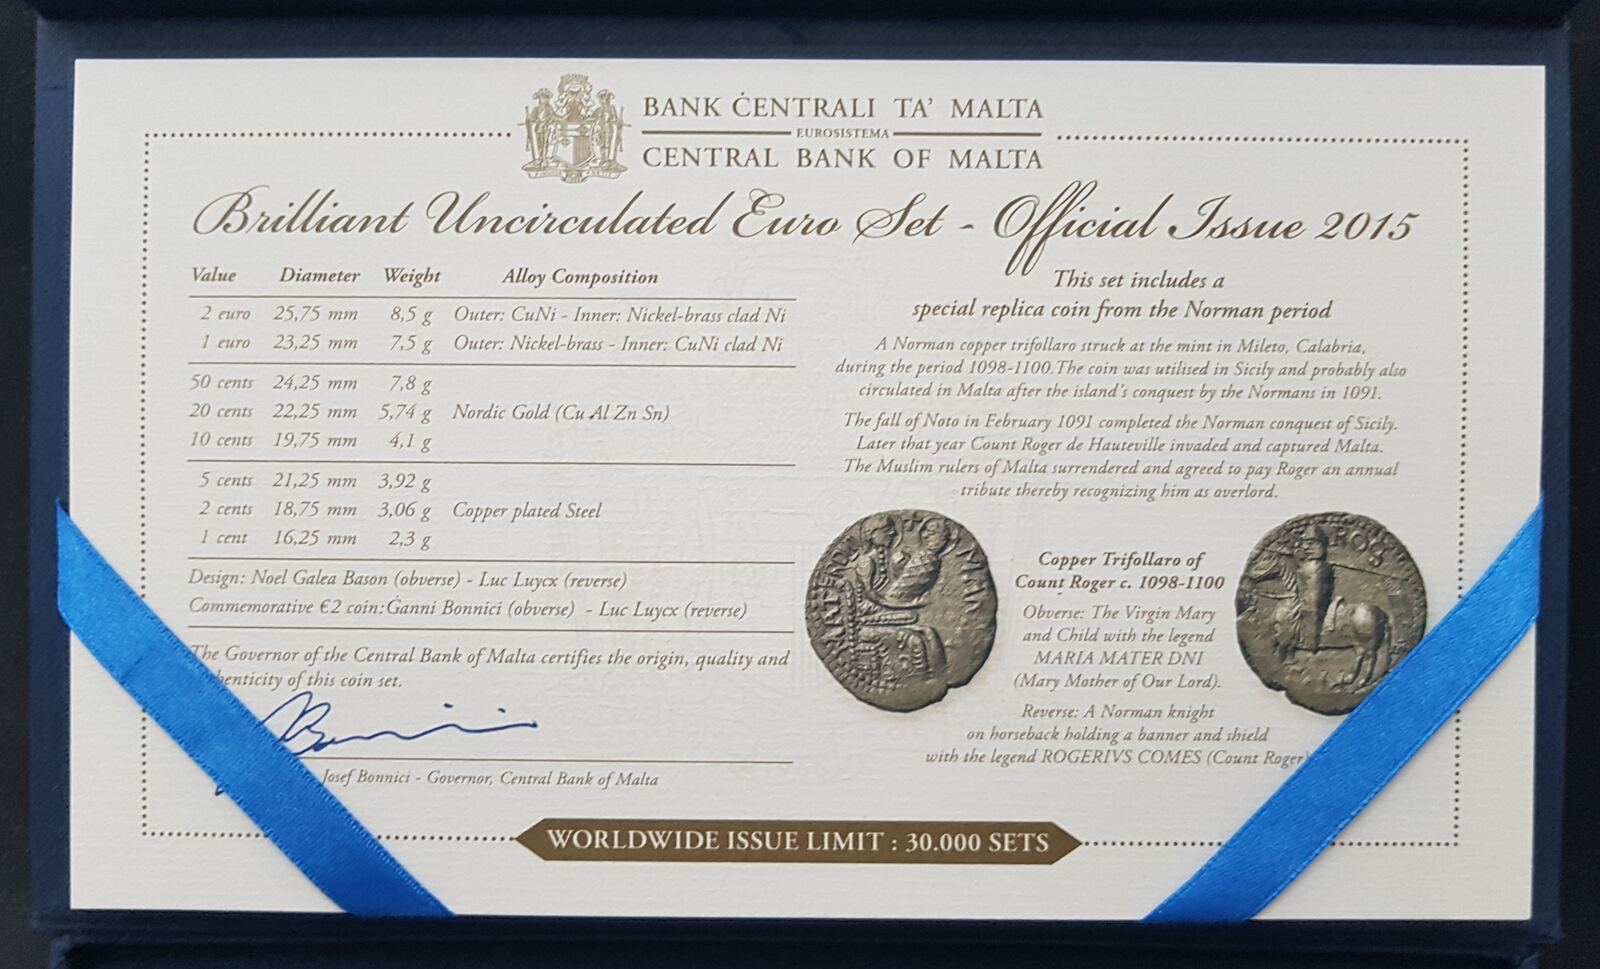 BANK ĊENTRALI TA' MALTA
EUROSISTEMA
CENTRAL BANK OF MALTA
Brilliant Uncirculated Euro Set - Official Issue 2015
Value Diameter Weight Alloy Composition
2 euro 25,75 mm 8,5 g Outer: CuNi - Inner: Nickel-brass clad Ni
1 euro 23,25 mm 7,5 g Outer: Nickel-brass - Inner: CuNi clad Ni
50 cents 24,25 mm 7,8 g
20 cents 22,25 mm 5,74 g Nordic Gold (Cu Al Zn Sn)
10 cents 19,75 mm 4,1 g
5 cents 21,25 mm 3,92 g
2 cents 18,75 mm 3,06 g Copper plated Steel
1 cent 16,25 mm 2,3 g
Design: Noel Galea Bason (obverse) - Luc Luycx (reverse)
Commemorative €2 coin: Ġanni Bonnici (obverse) - Luc Luycx (reverse)
The Governor of the Central Bank of Malta certifies the origin, quality and
henticity of this coin set.
Josef Bonnici - Governor, Central Bank of Malta
This set includes a
special replica coin from the Norman period
A Norman copper trifollaro struck at the mint in Mileto, Calabria,
during the period 1098-1100. The coin was utilised in Sicily and probably also
circulated in Malta after the island's conquest by the Normans in 1091.
The fall of Noto in February 1091 completed the Norman conquest of Sicily.
Later that year Count Roger de Hauteville invaded and captured Malta.
The Muslim rulers of Malta surrendered and agreed to pay Roger an annual
tribute thereby recognizing him as overlord.
Copper Trifollaro of
Count Roger c. 1098-1100
Obverse: The Virgin Mary
and Child with the legend
MARIA MATER DNI
(Mary Mother of Our Lord).
Reverse: A Norman knight
on horseback holding a banner and shield
with the legend ROGERIVS COMES (Count Roger
WORLDWIDE ISSUE LIMIT : 30.000 SETS